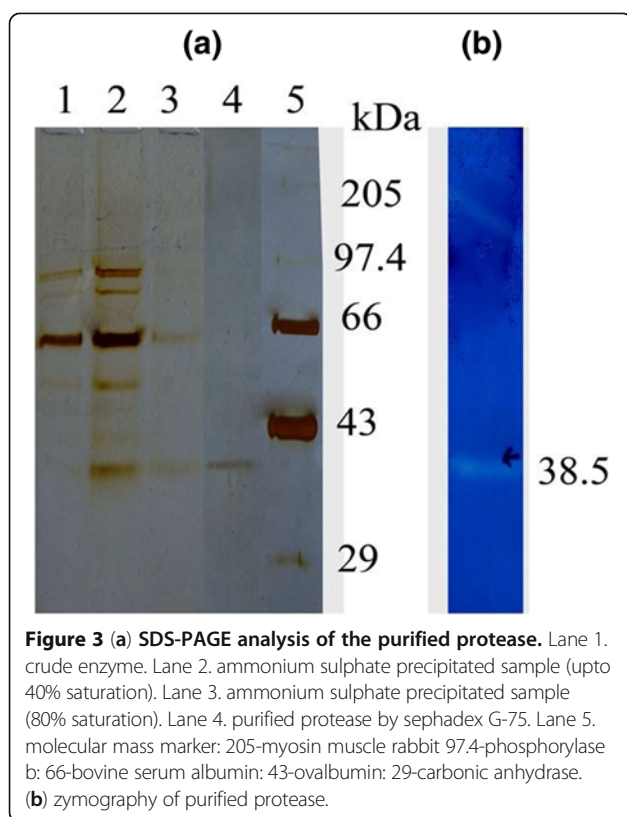 (a) (b)
1 2 3 4 5
kDa
205
97.4
66
43
38.5
29
Figure 3 (a) SDS-PAGE analysis of the purified protease. Lane 1.
crude enzyme. Lane 2. ammonium sulphate precipitated sample (upto
40% saturation). Lane 3. ammonium sulphate precipitated sample
(80% saturation). Lane 4. purified protease by sephadex G-75. Lane 5.
molecular mass marker: 205-myosin muscle rabbit 97.4-phosphorylase
b: 66-bovine serum albumin: 43-ovalbumin: 29-carbonic anhydrase.
(b) zymography of purified protease.